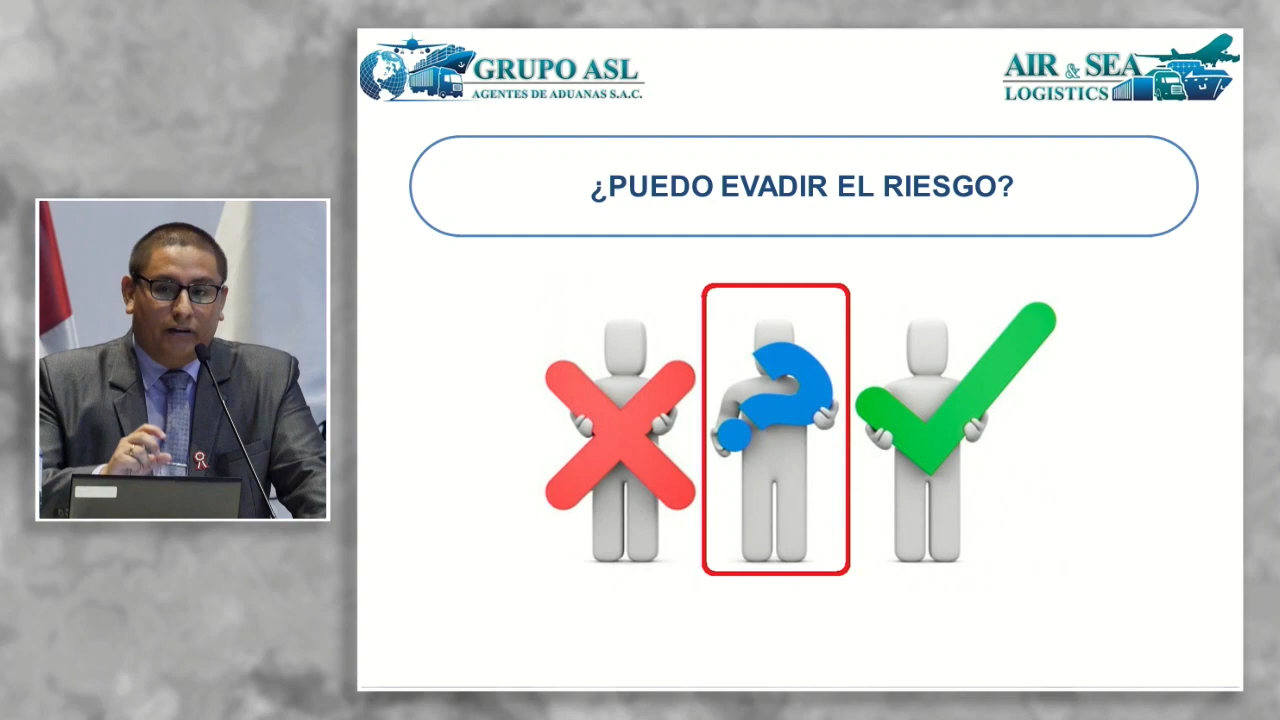 GRUPO ASL
AGENTES DE ADUANAS S.A.C.
AIR & SEA
LOGISTICS
¿PUEDO EVADIR EL RIESGO?